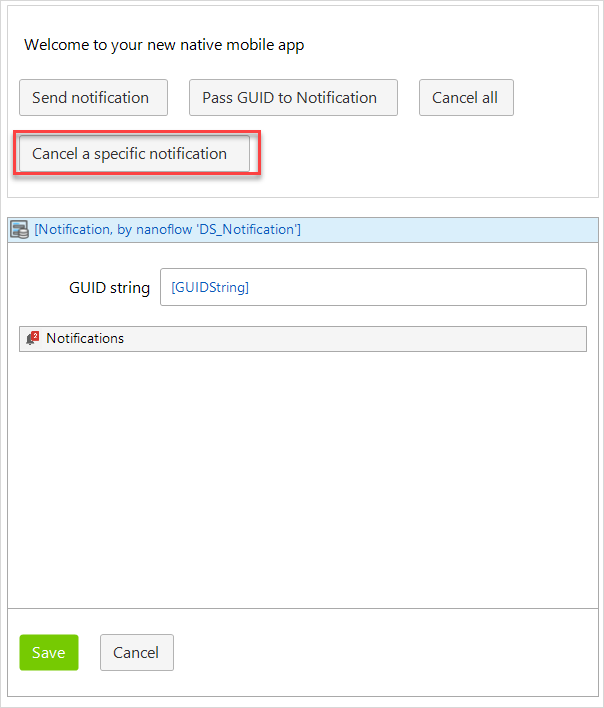 Welcome to your new native mobile app
Send notification
Pass GUID to Notification
Cancel all
Cancel a specific notification
[Notification, by nanoflow 'DS_Notification']
GUID string
[GUIDString]
2
Notifications
Save
Cancel